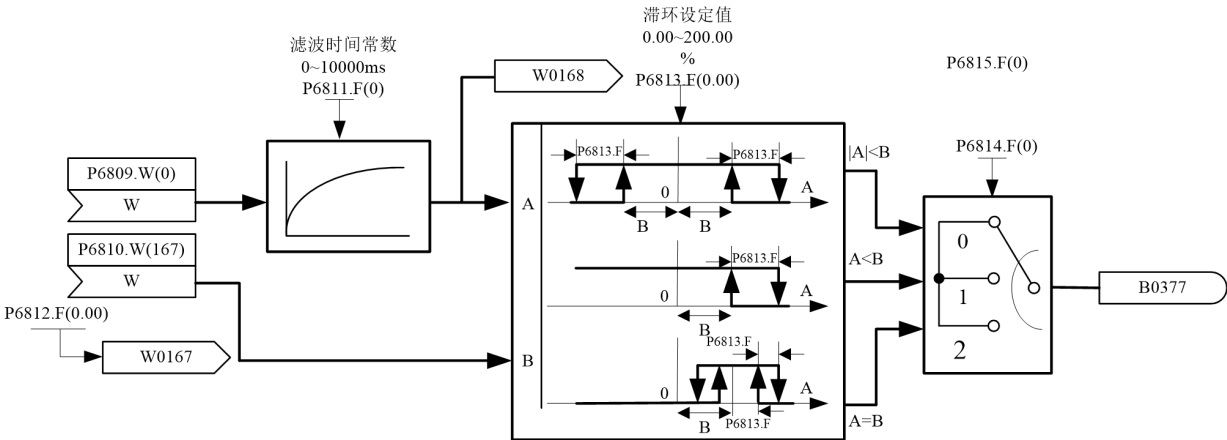 滞环设定值
0.00~200.00
%
P6813.F(0.00)
滤波时间常数
0~10000ms
P6811.F(0)
W0168
P6815.F(0)
P6814.F(0)
P6809.W(0)
W
P6810.W(167)
W
P6812.F(0.00)
W0167
A
B
P6813.F
P6813.F
0
A
B
B
|A|<B
P6813.F
0
A
B
A<B
P6813.F
0
A
B
P6813.F
A=B
0
1
2
B0377